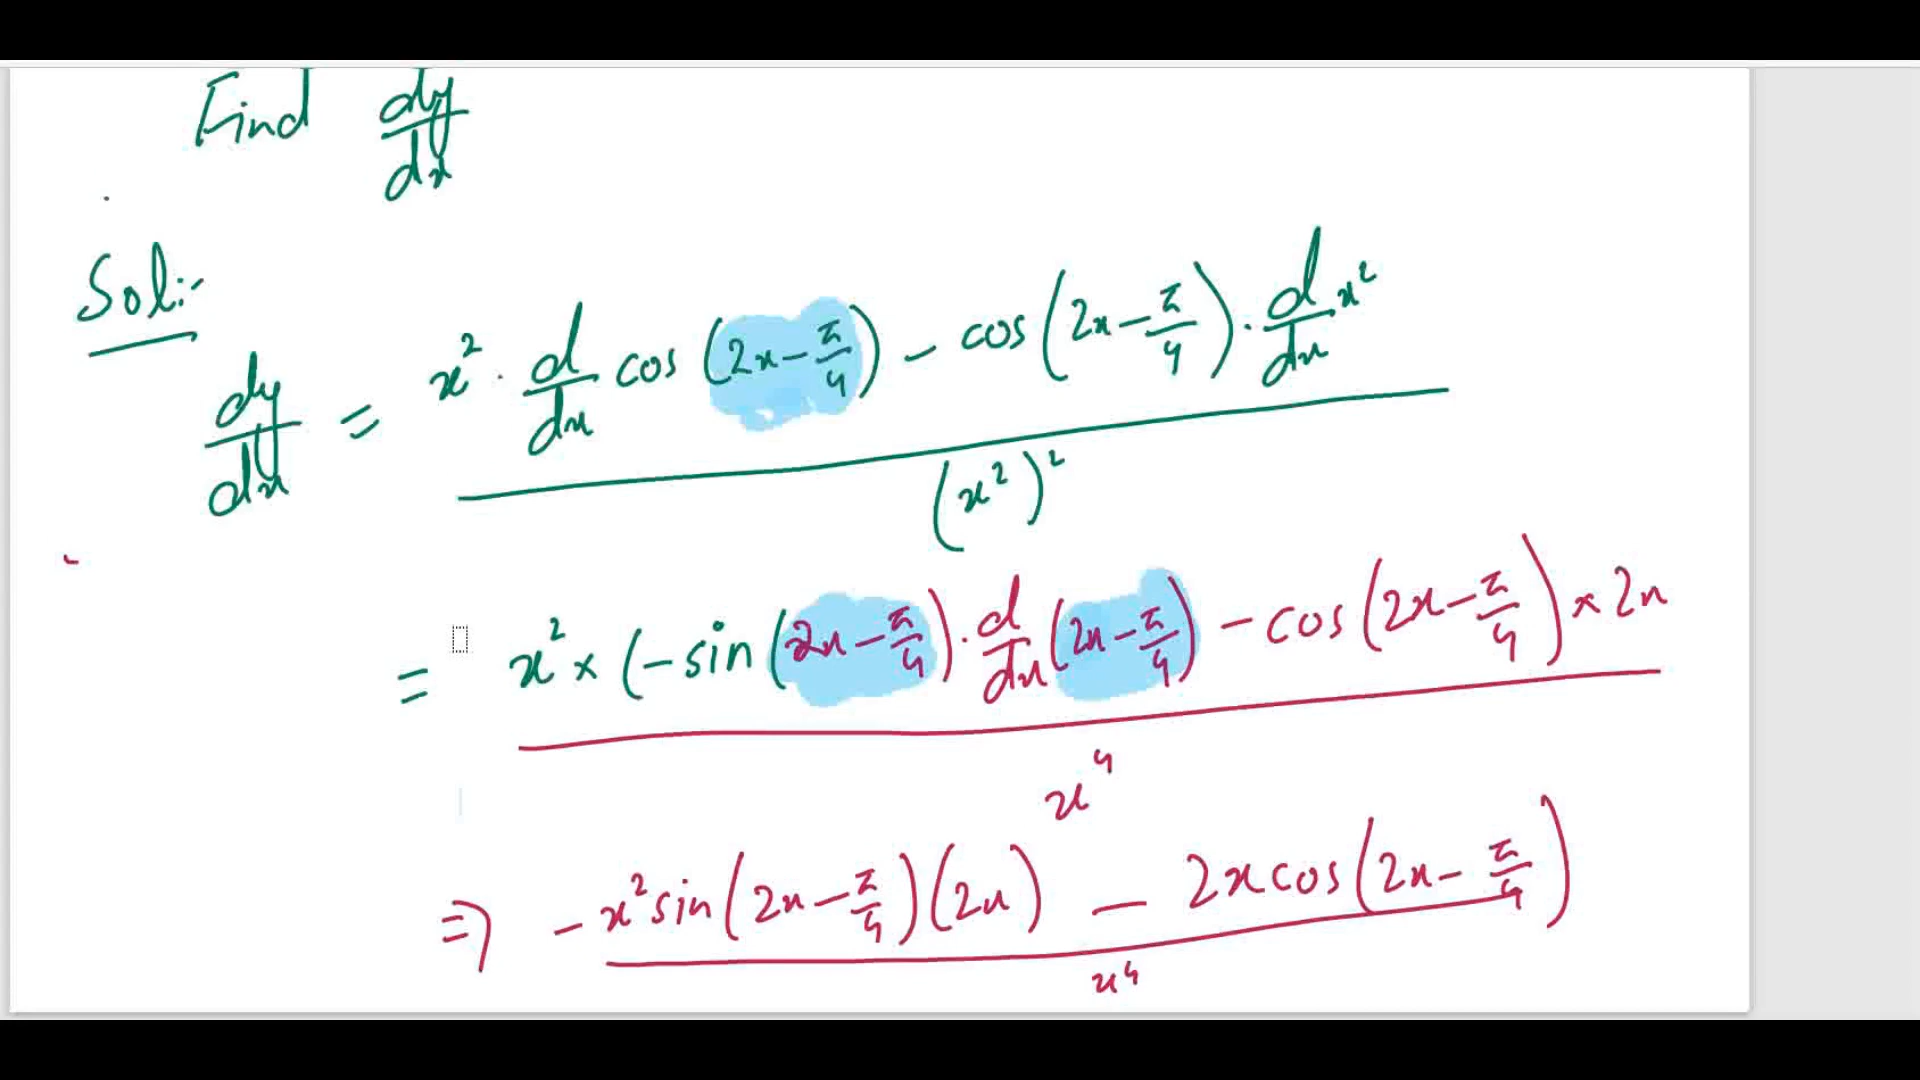 Find dy/dx
Sol:-
dy/dx = (x² · d/dx cos (2x - π/4) - cos (2x - π/4) · d/dx x²) / (x²)²
= (x² × (-sin (2x - π/4) · d/dx (2x - π/4) - cos (2x - π/4) × 2x) / x⁴
⇒ (-x² sin (2x - π/4) (2x) - 2x cos (2x - π/4)) / x⁴